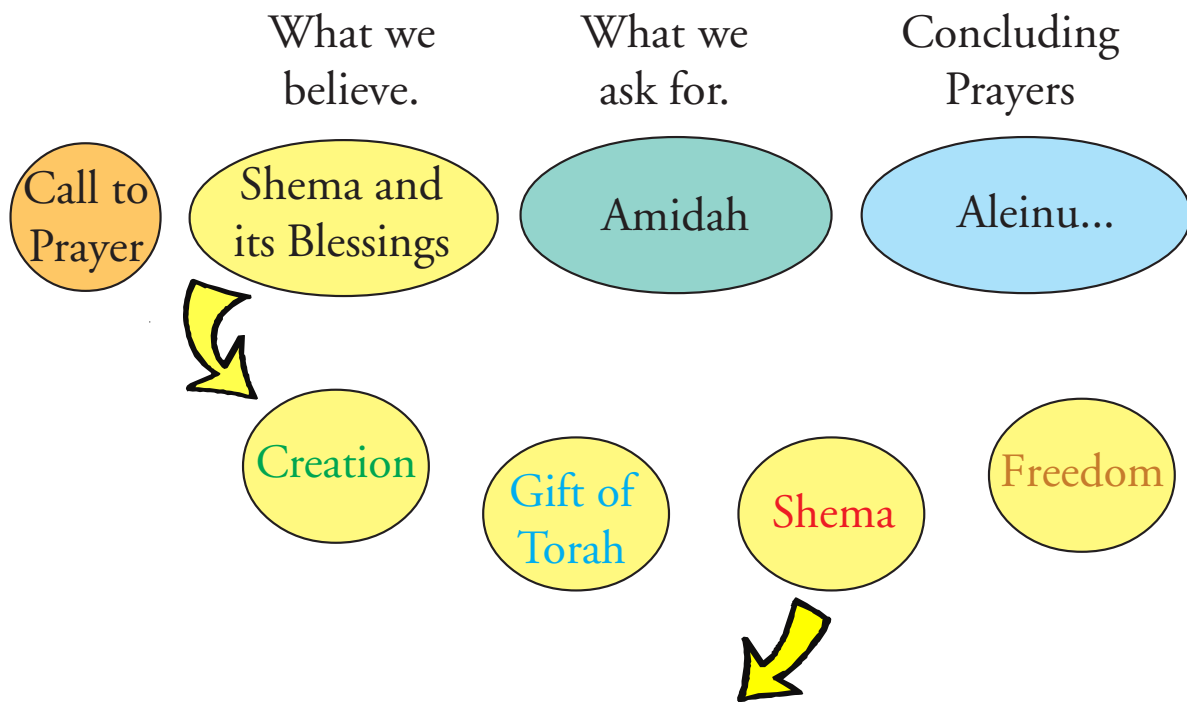 What we
believe.
What we
ask for.
Concluding
Prayers
Call to
Prayer
Shema and
its Blessings
Amidah
Aleinu...
Creation
Gift of
Torah
Shema
Freedom